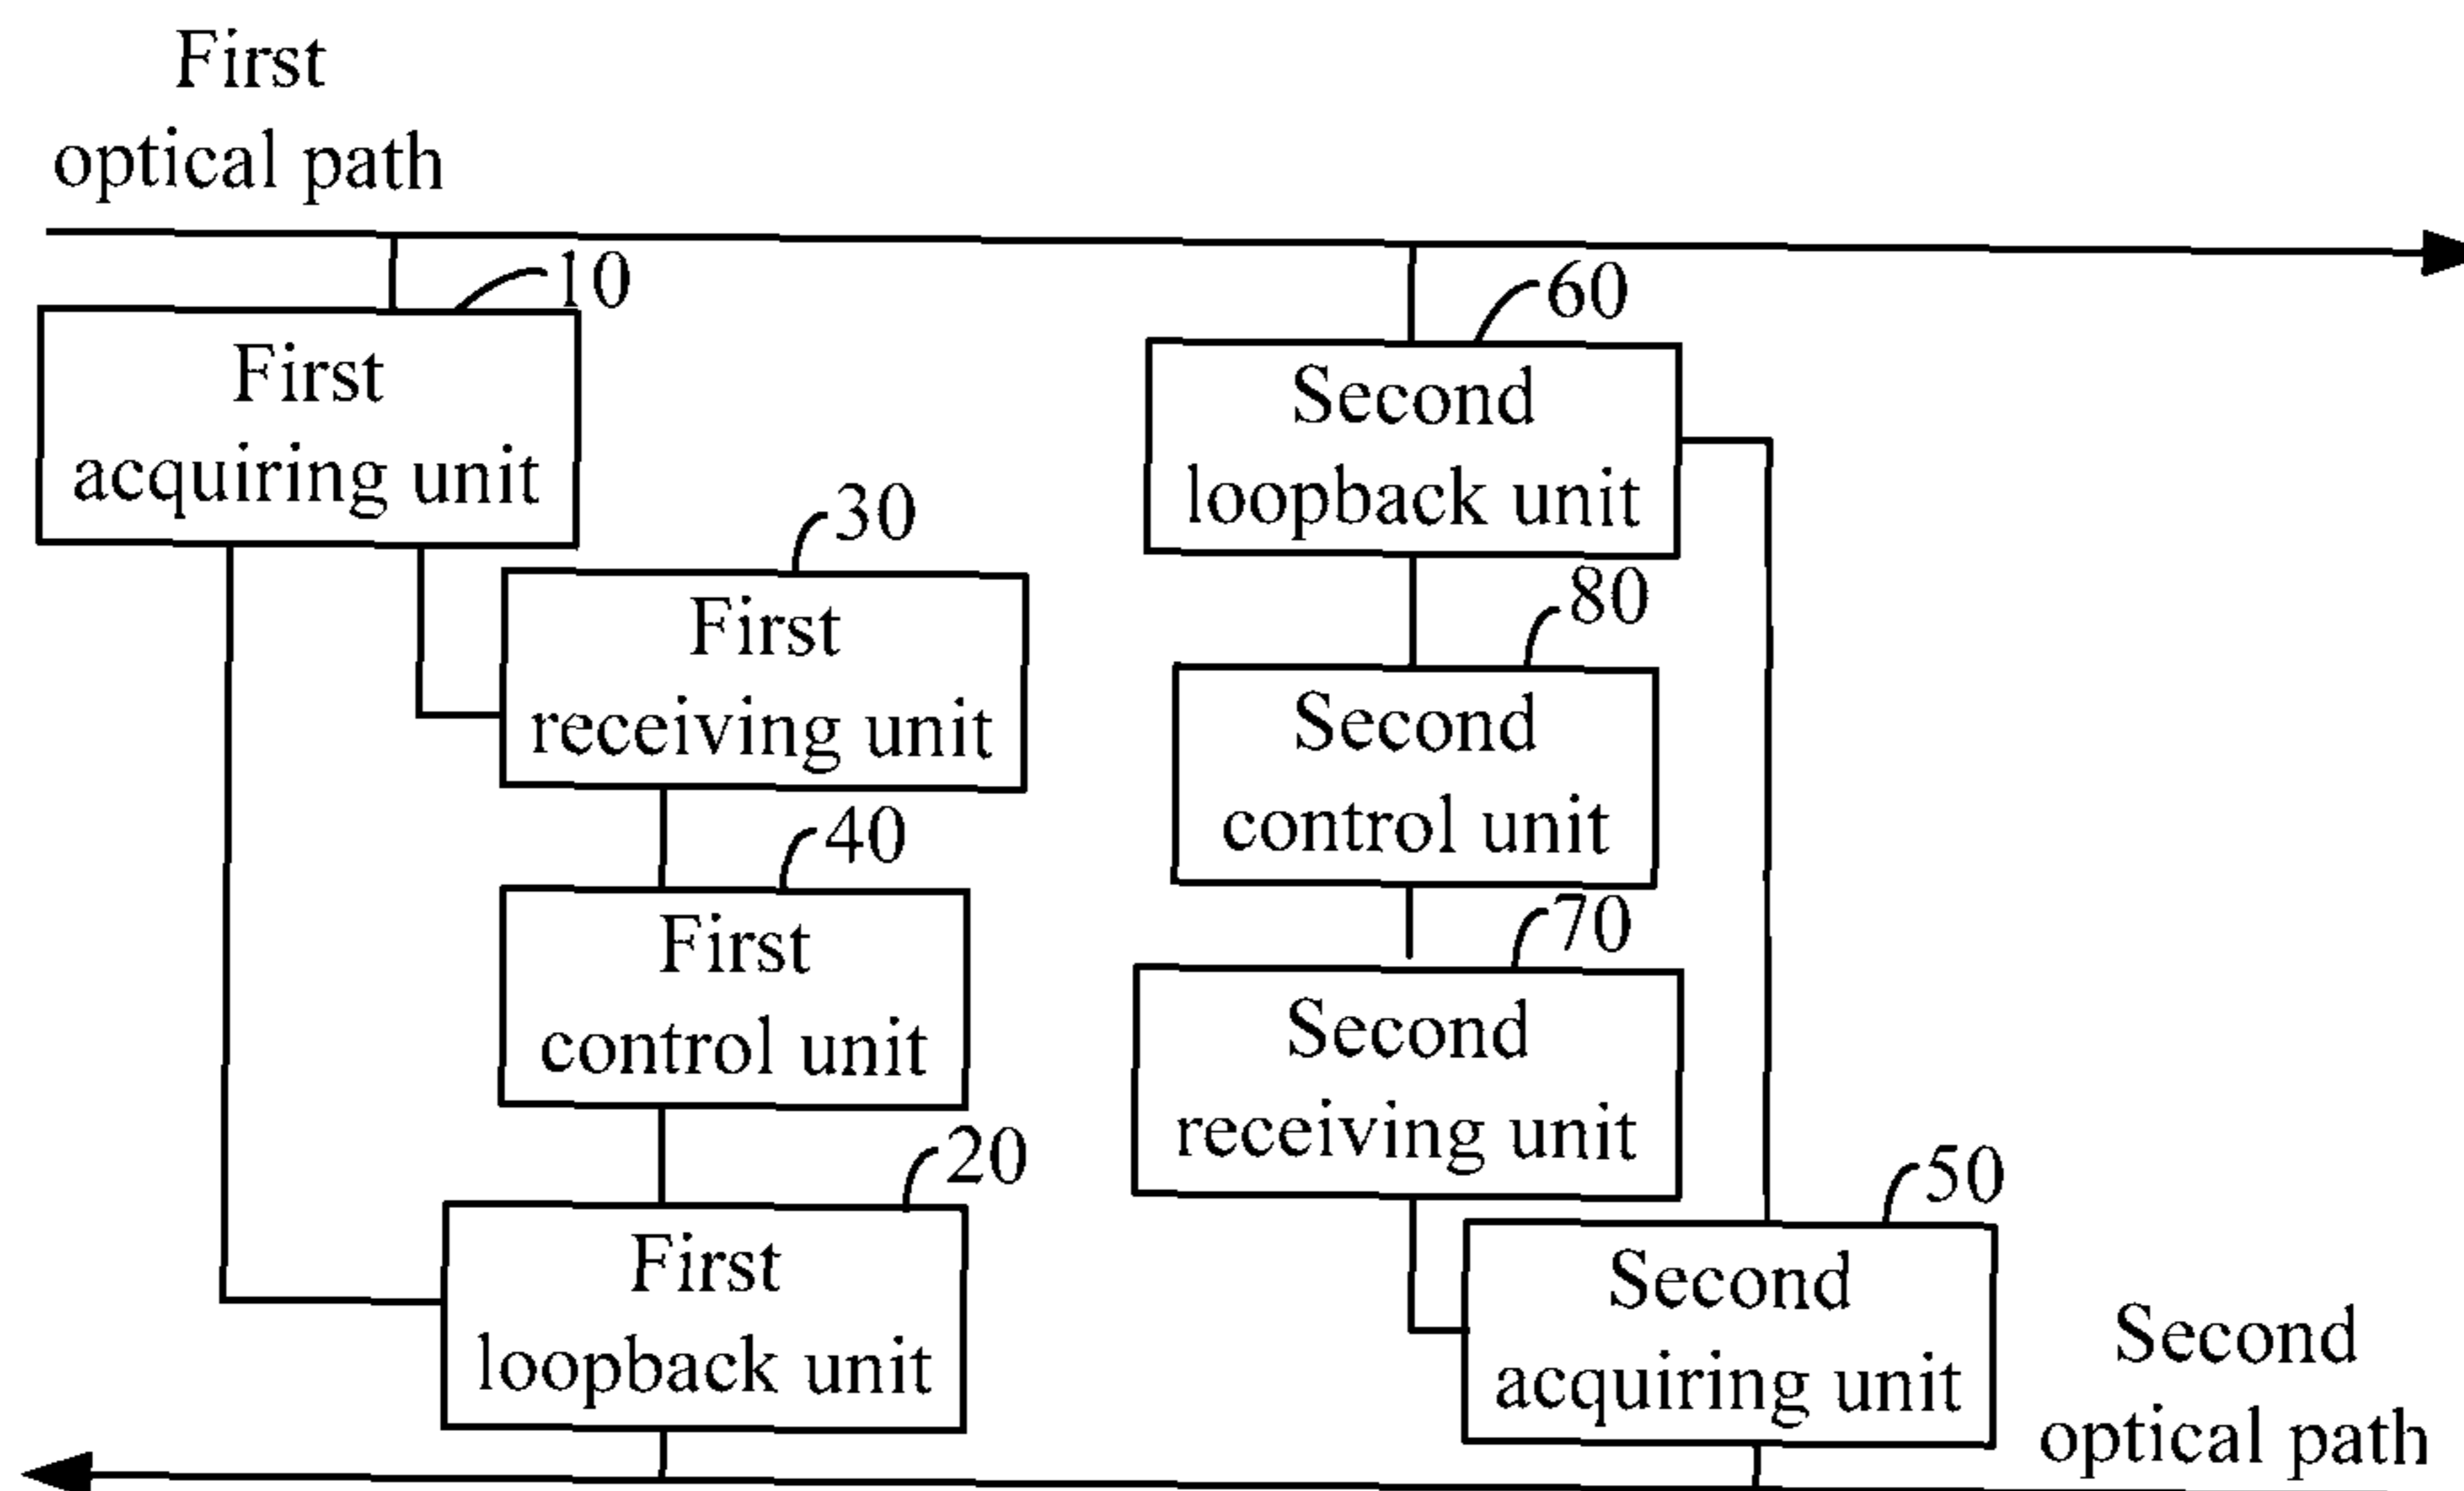 First
optical path
10
First
acquiring unit
30
First
receiving unit
40
First
control unit
20
First
loopback unit
60
Second
loopback unit
80
Second
control unit
70
Second
receiving unit
50
Second
acquiring unit
Second
optical path